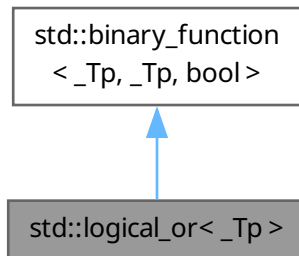 std::binary_function
< _Tp, _Tp, bool >
std::logical_or< _Tp >